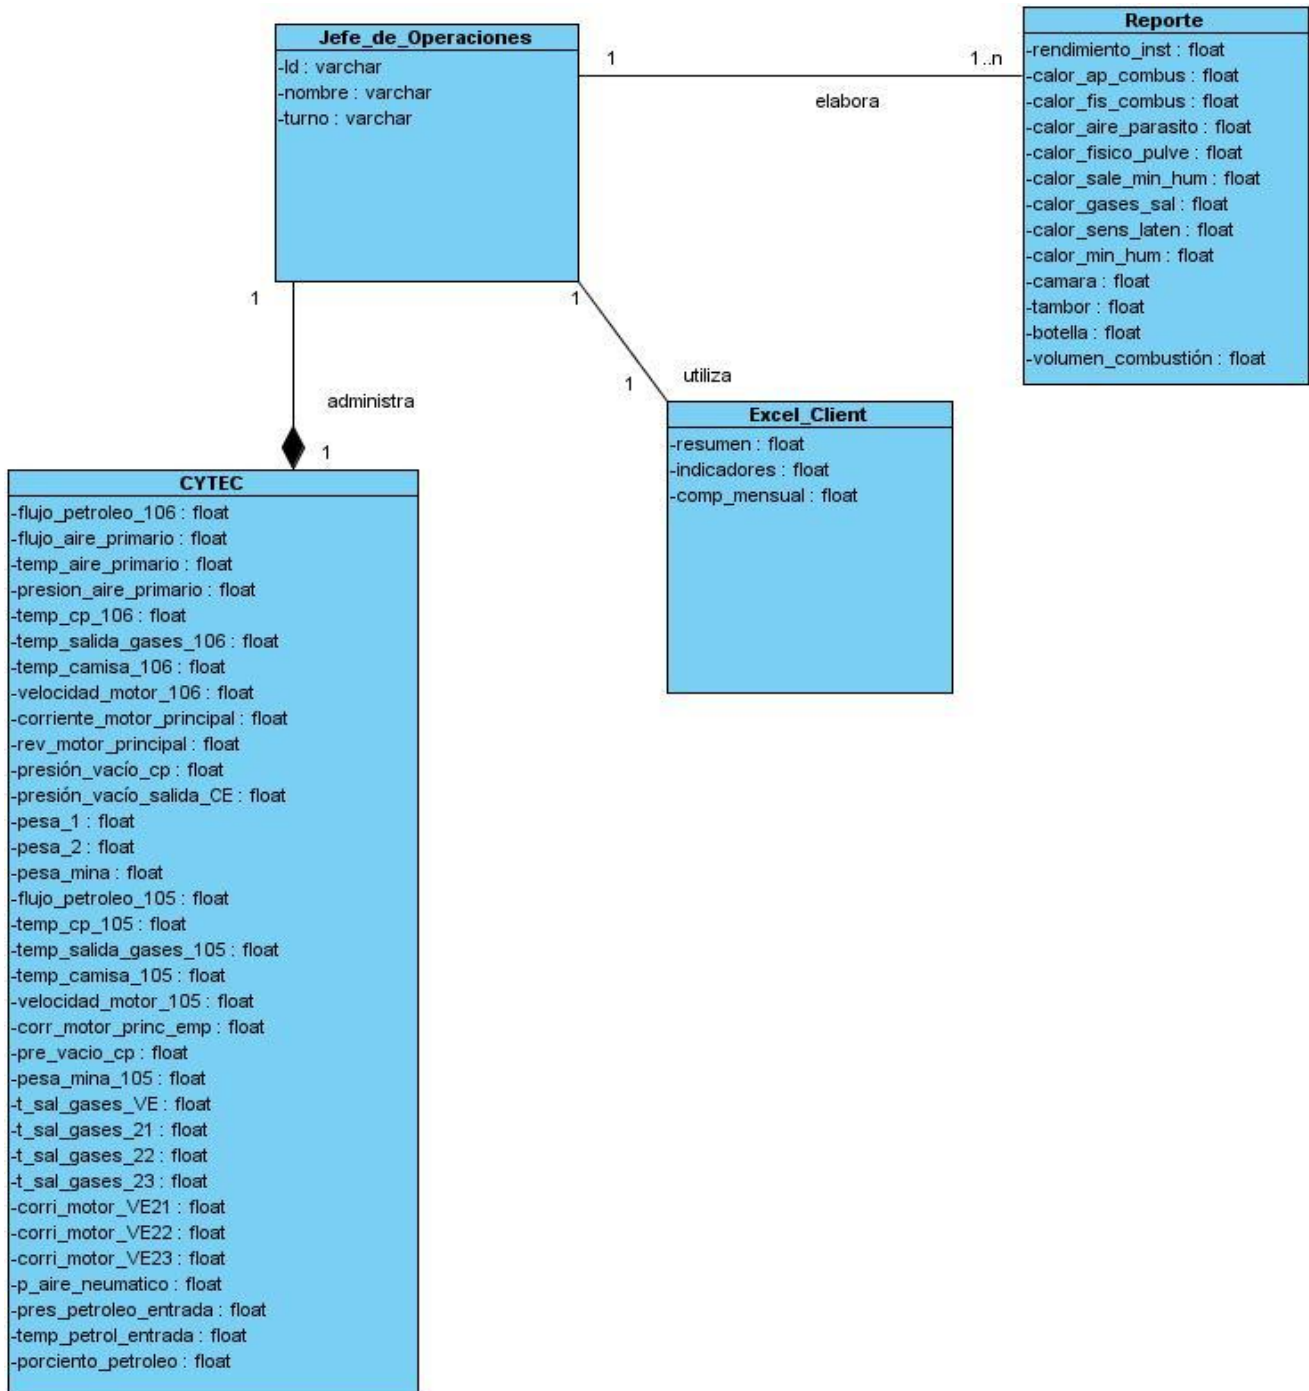 Jefe_de_Operaciones
-Id : varchar
-nombre : varchar
-turno : varchar
1
1..n
elabora
Reporte
-rendimiento_inst : float
-calor_ap_combus : float
-calor_fis_combus : float
-calor_aire_parasito : float
-calor_fisico_pulve : float
-calor_sale_min_hum : float
-calor_gases_sal : float
-calor_sens_laten : float
-calor_min_hum : float
-camara : float
-tambor : float
-botella : float
-volumen_combustión : float
1
1
administra
1
1
utiliza
Excel_Client
-resumen : float
-indicadores : float
-comp_mensual : float
CYTEC
-flujo_petroleo_106 : float
-flujo_aire_primario : float
-temp_aire_primario : float
-presion_aire_primario : float
-temp_cp_106 : float
-temp_salida_gases_106 : float
-temp_camisa_106 : float
-velocidad_motor_106 : float
-corriente_motor_principal : float
-rev_motor_principal : float
-presión_vacío_cp : float
-presión_vacío_salida_CE : float
-pesa_1 : float
-pesa_2 : float
-pesa_mina : float
-flujo_petroleo_105 : float
-temp_cp_105 : float
-temp_salida_gases_105 : float
-temp_camisa_105 : float
-velocidad_motor_105 : float
-corr_motor_princ_emp : float
-pre_vacio_cp : float
-pesa_mina_105 : float
-t_sal_gases_VE : float
-t_sal_gases_21 : float
-t_sal_gases_22 : float
-t_sal_gases_23 : float
-corri_motor_VE21 : float
-corri_motor_VE22 : float
-corri_motor_VE23 : float
-p_aire_neumatico : float
-pres_petroleo_entrada : float
-temp_petrol_entrada : float
-porciento_petroleo : float